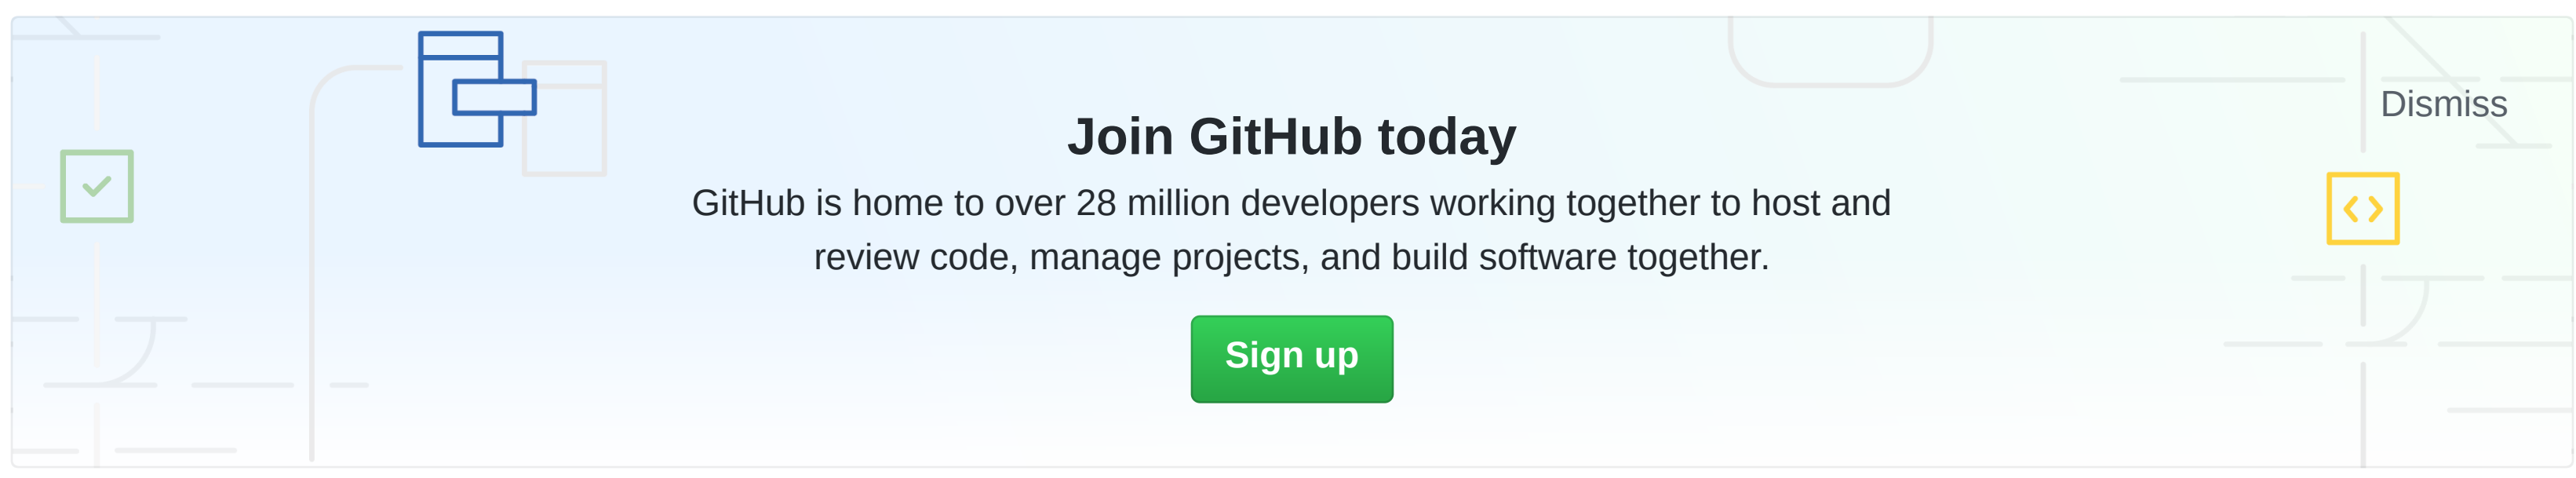 Dismiss
Join GitHub today
GitHub is home to over 28 million developers working together to host and
review code, manage projects, and build software together.
Sign up